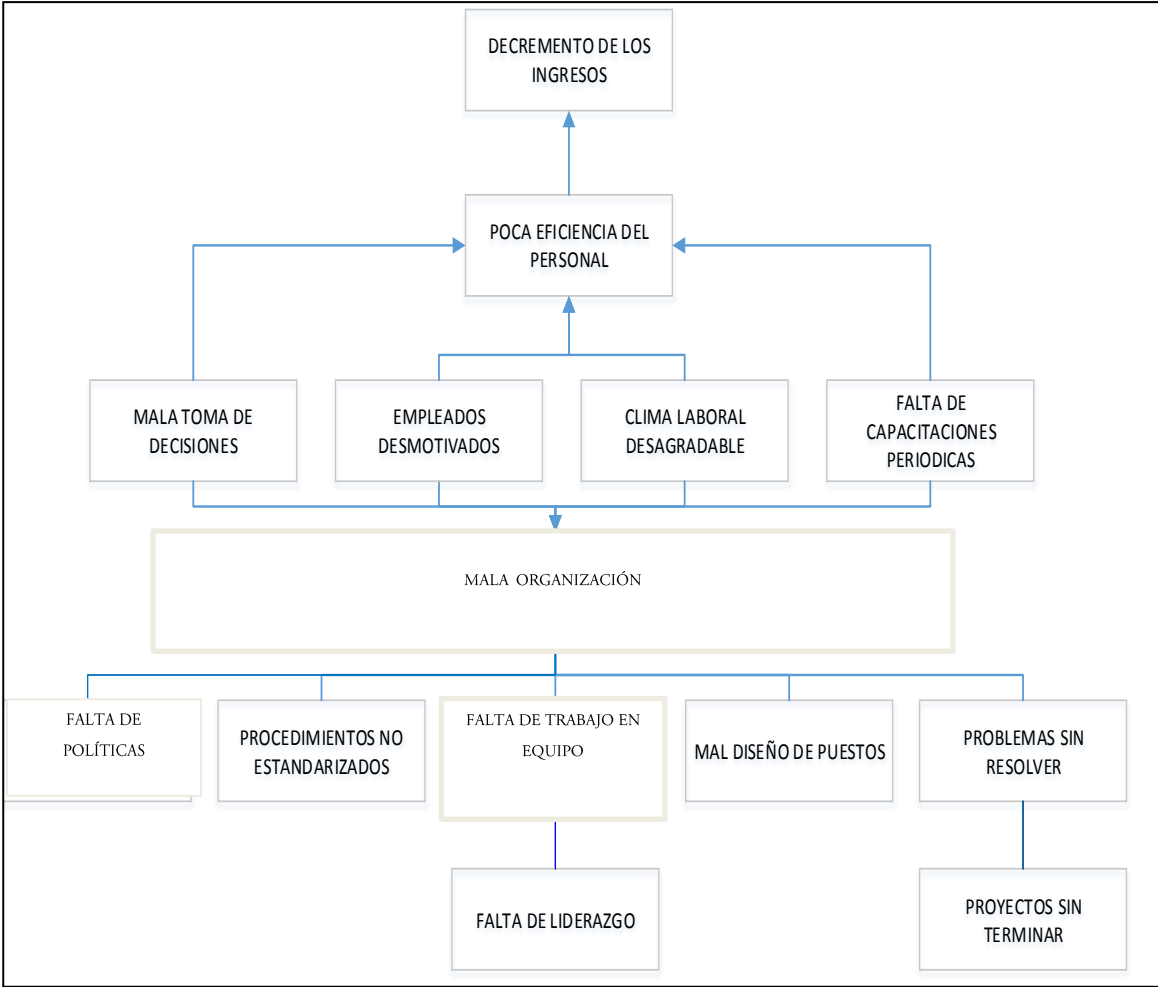 DECREMENTO DE LOS
INGRESOS
POCA EFICIENCIA DEL
PERSONAL
MALA TOMA DE
DECISIONES
EMPLEADOS
DESMOTIVADOS
CLIMA LABORAL
DESAGRADABLE
FALTA DE
CAPACITACIONES
PERIODICAS
MALA ORGANIZACIÓN
FALTA DE
POLÍTICAS
PROCEDIMIENTOS NO
ESTANDARIZADOS
FALTA DE TRABAJO EN
EQUIPO
MAL DISEÑO DE PUESTOS
PROBLEMAS SIN
RESOLVER
FALTA DE LIDERAZGO
PROYECTOS SIN
TERMINAR